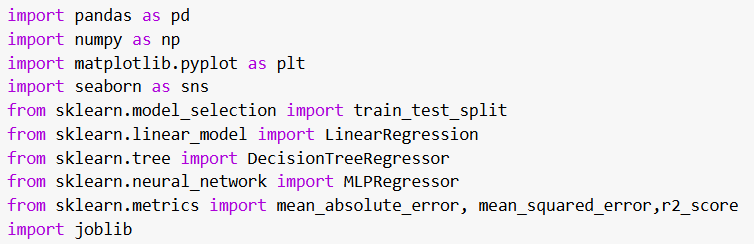 import pandas as pd
import numpy as np
import matplotlib.pyplot as plt
import seaborn as sns
from sklearn.model_selection import train_test_split
from sklearn.linear_model import LinearRegression
from sklearn.tree import DecisionTreeRegressor
from sklearn.neural_network import MLPRegressor
from sklearn.metrics import mean_absolute_error, mean_squared_error,r2_score
import joblib